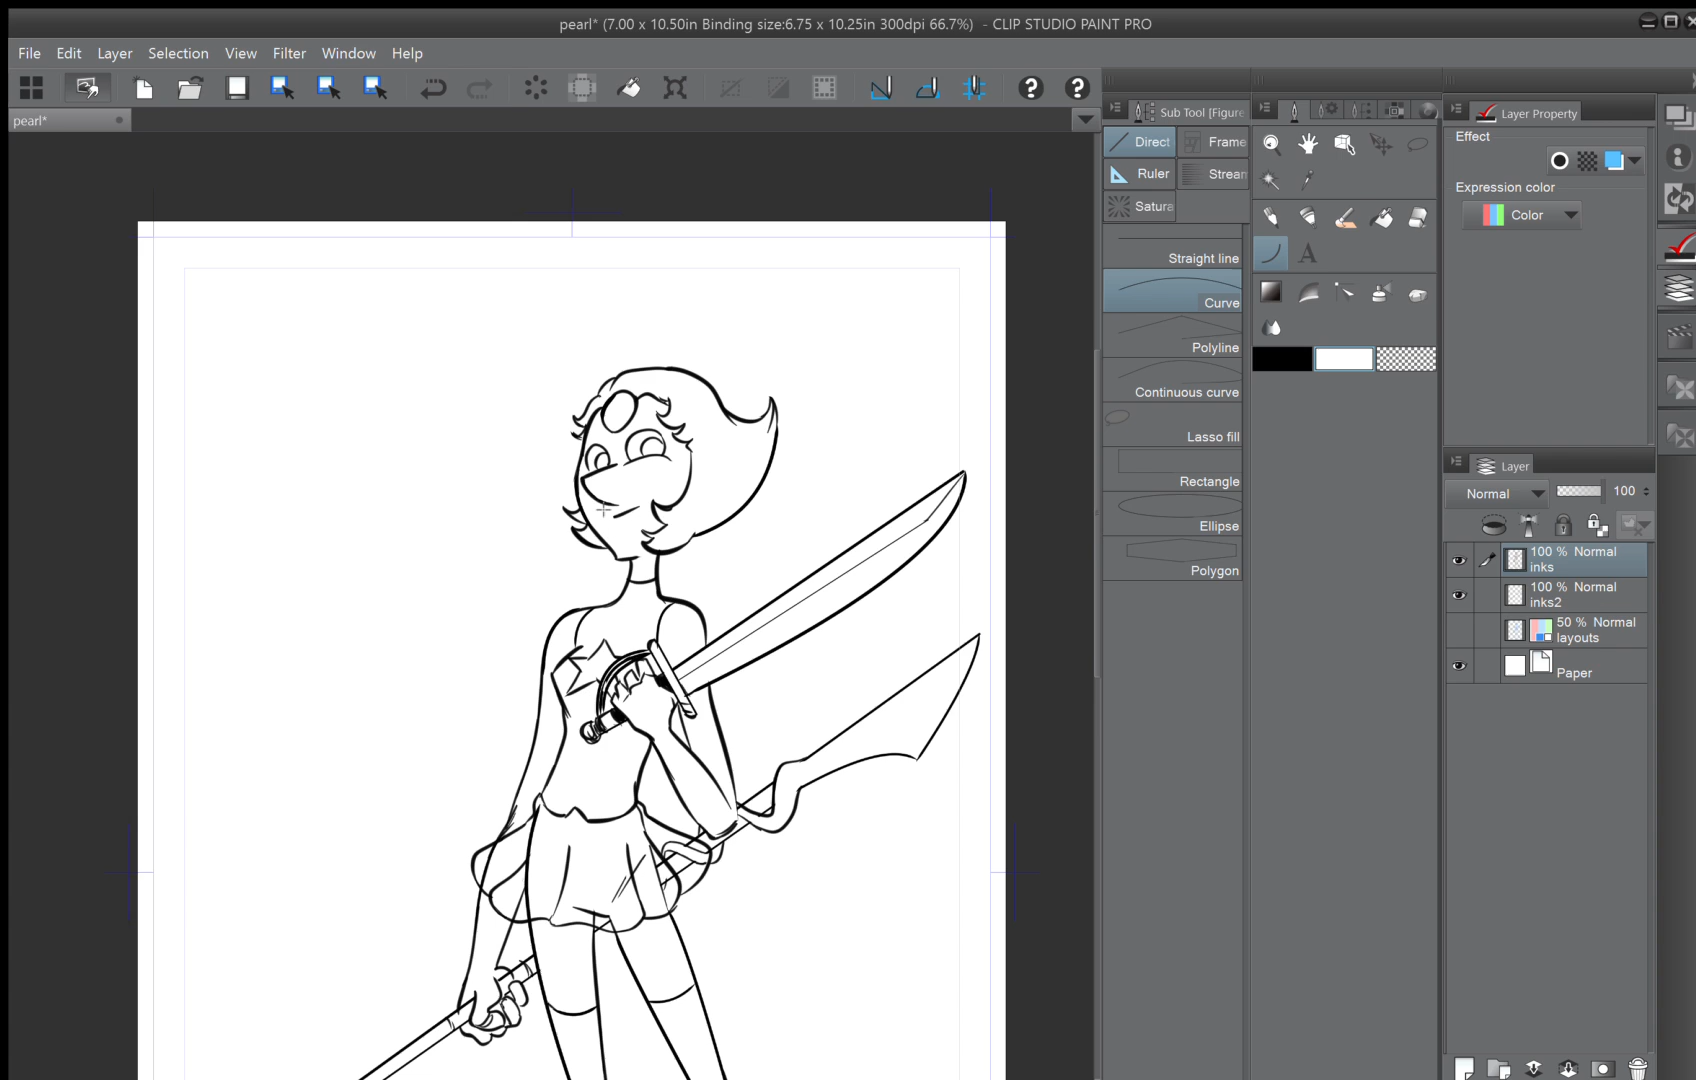 pearl* (7.00 x 10.50in Binding size:6.75 x 10.25in 300dpi 66.7%)  - CLIP STUDIO PAINT PRO
File Edit Layer Selection View Filter Window Help
pearl*
Sub Tool [Figure
Direct Frame
Ruler Strean
Satura
Straight line
Curve
Polyline
Continuous curve
Lasso fill
Rectangle
Ellipse
Polygon
A
Layer Property
Effect
Expression color
Color
Layer
Normal 100
100 % Normal
inks
100 % Normal
inks2
50 % Normal
layouts
Paper